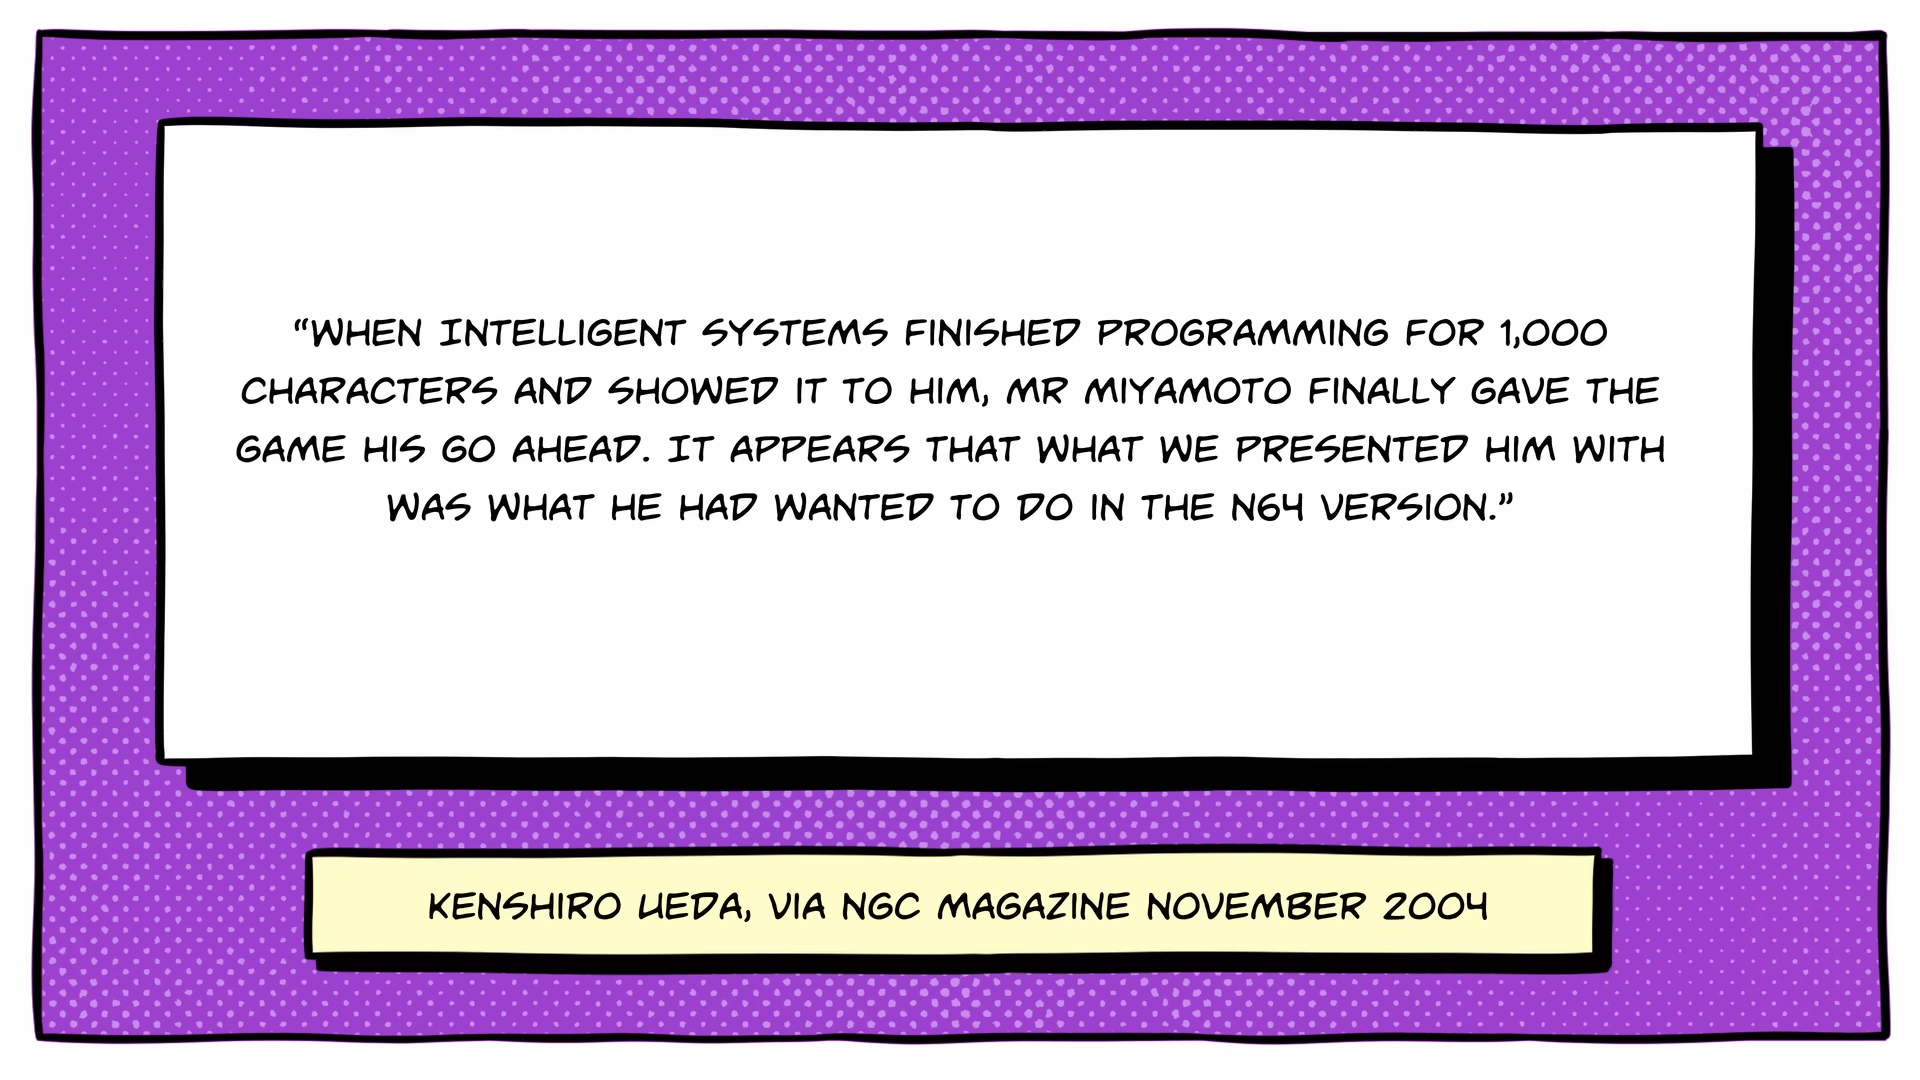 “WHEN INTELLIGENT SYSTEMS FINISHED PROGRAMMING FOR 1,000
CHARACTERS AND SHOWED IT TO HIM, MR MIYAMOTO FINALLY GAVE THE
GAME HIS GO AHEAD. IT APPEARS THAT WHAT WE PRESENTED HIM WITH
WAS WHAT HE HAD WANTED TO DO IN THE N64 VERSION.”
KENSHIRO UEDA, VIA NGC MAGAZINE NOVEMBER 2004